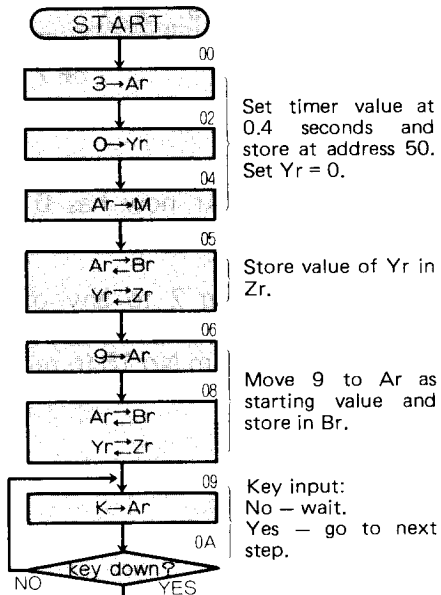 START
00
3→Ar
02
0→Yr
04
Ar→M
Set timer value at
0.4 seconds and
store at address 50.
Set Yr = 0.
05
Ar⇄Br
Yr⇄Zr
Store value of Yr in
Zr.
06
9→Ar
08
Ar⇄Br
Yr⇄Zr
Move 9 to Ar as
starting value and
store in Br.
09
K→Ar
0A
key down?
NO
YES
Key input:
No – wait.
Yes – go to next
step.